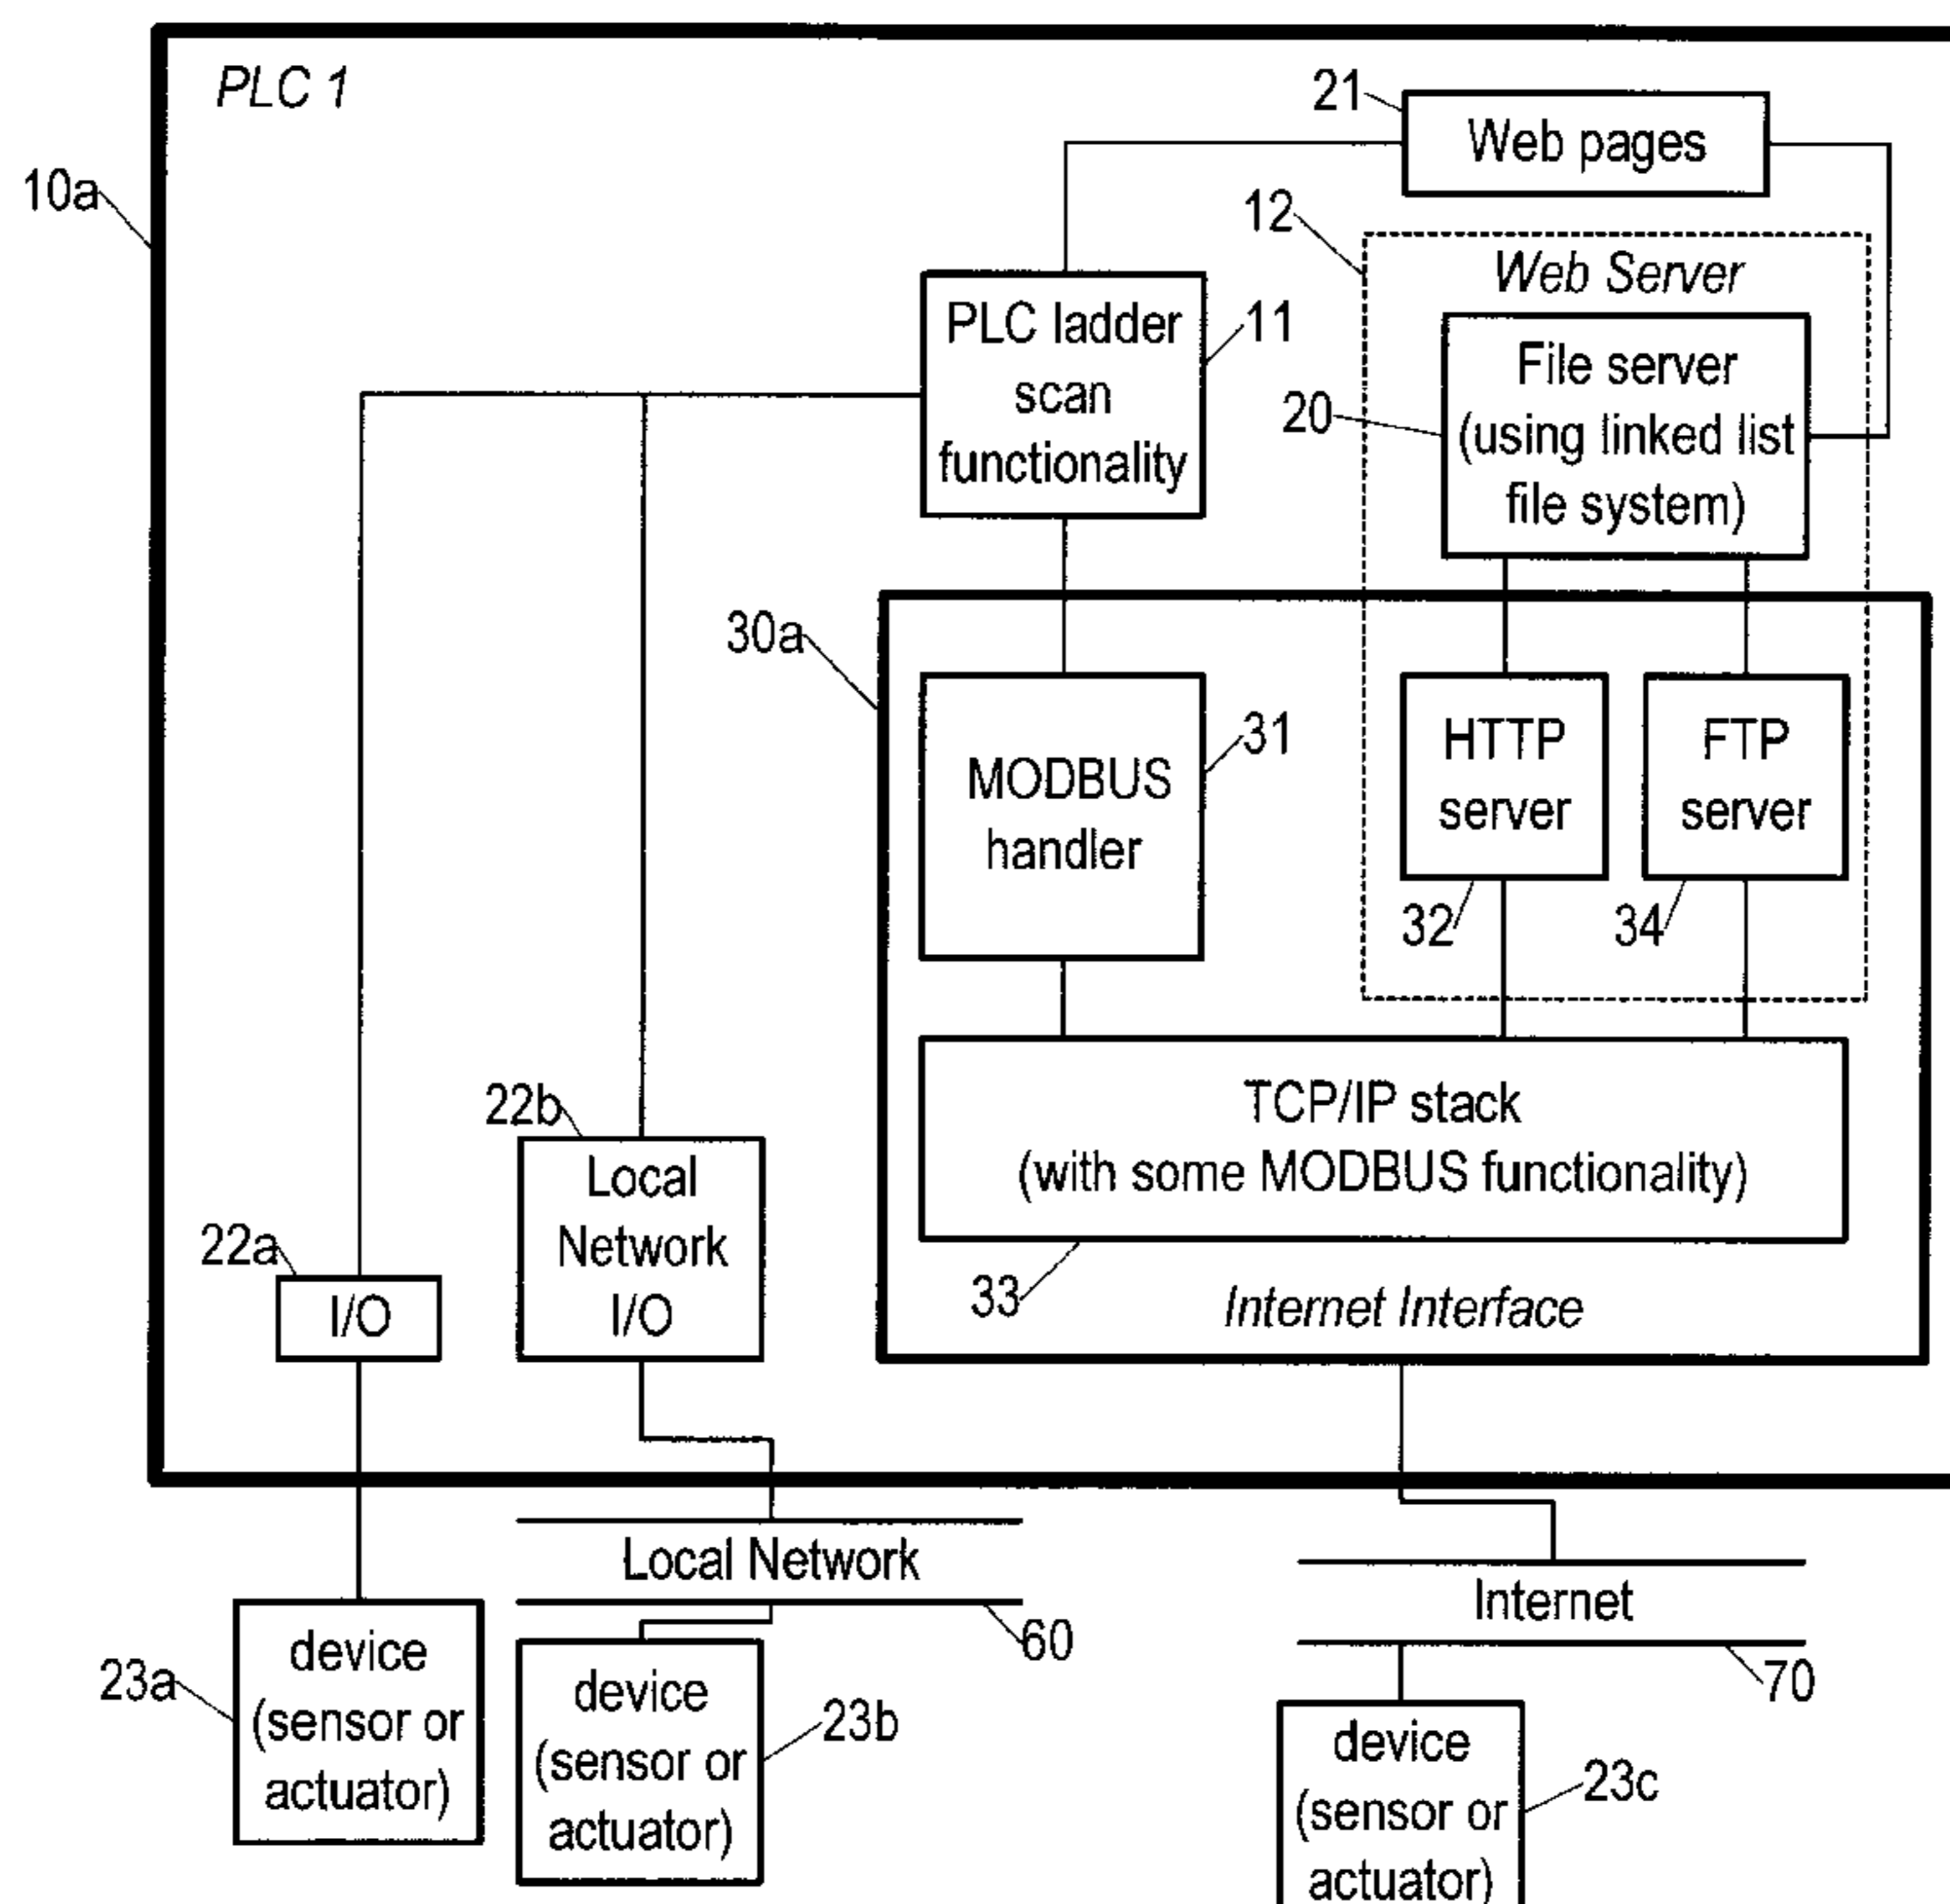 PLC 1
21
Web pages
10a
12
Web Server
PLC ladder
scan
functionality
11
File server
(using linked list
file system)
20
30a
MODBUS
handler
31
HTTP
server
FTP
server
32
34
22b
Local
Network
I/O
TCP/IP stack
(with some MODBUS functionality)
22a
I/O
33
Internet Interface
Local Network
60
Internet
70
23a
device
(sensor or
actuator)
device
(sensor or
actuator)
23b
device
(sensor or
actuator)
23c